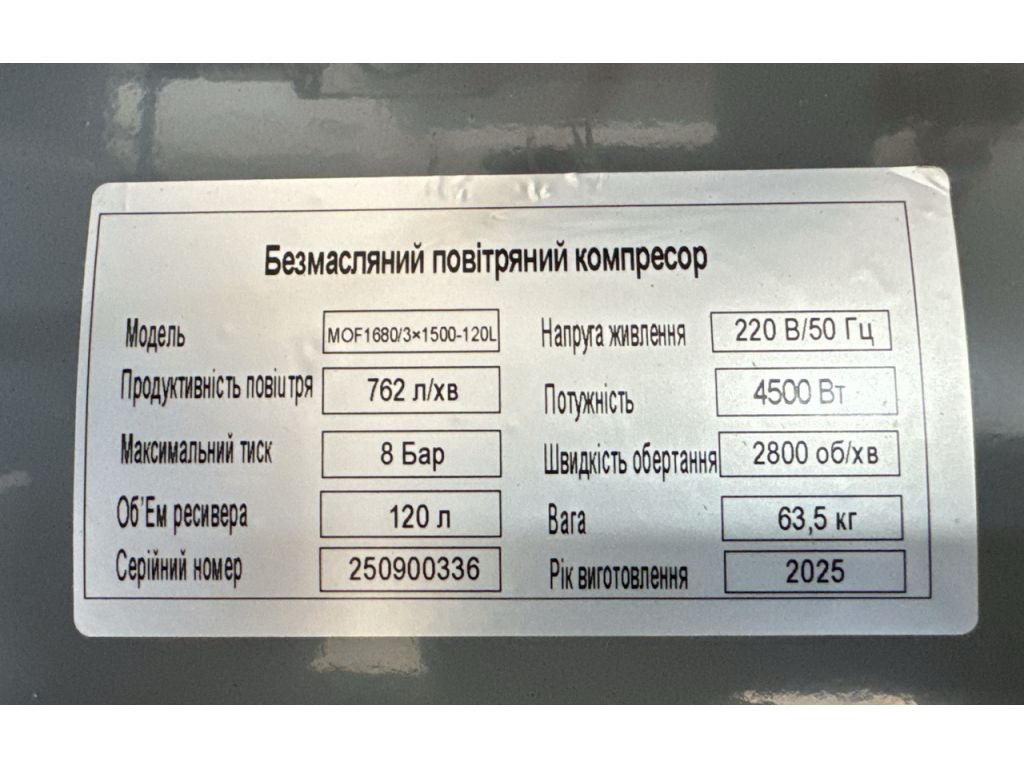 Безмасляний повітряний компресор
Модель MOF1680/3×1500-120L Напруга живлення 220 В/50 Гц
Продуктивність повіитря 762 л/хв Потужність 4500 Вт
Максимальний тиск 8 Бар Швидкість обертання 2800 об/хв
Об'Ем ресивера 120 л Вага 63,5 кг
Серійний номер 250900336 Рік виготовлення 2025